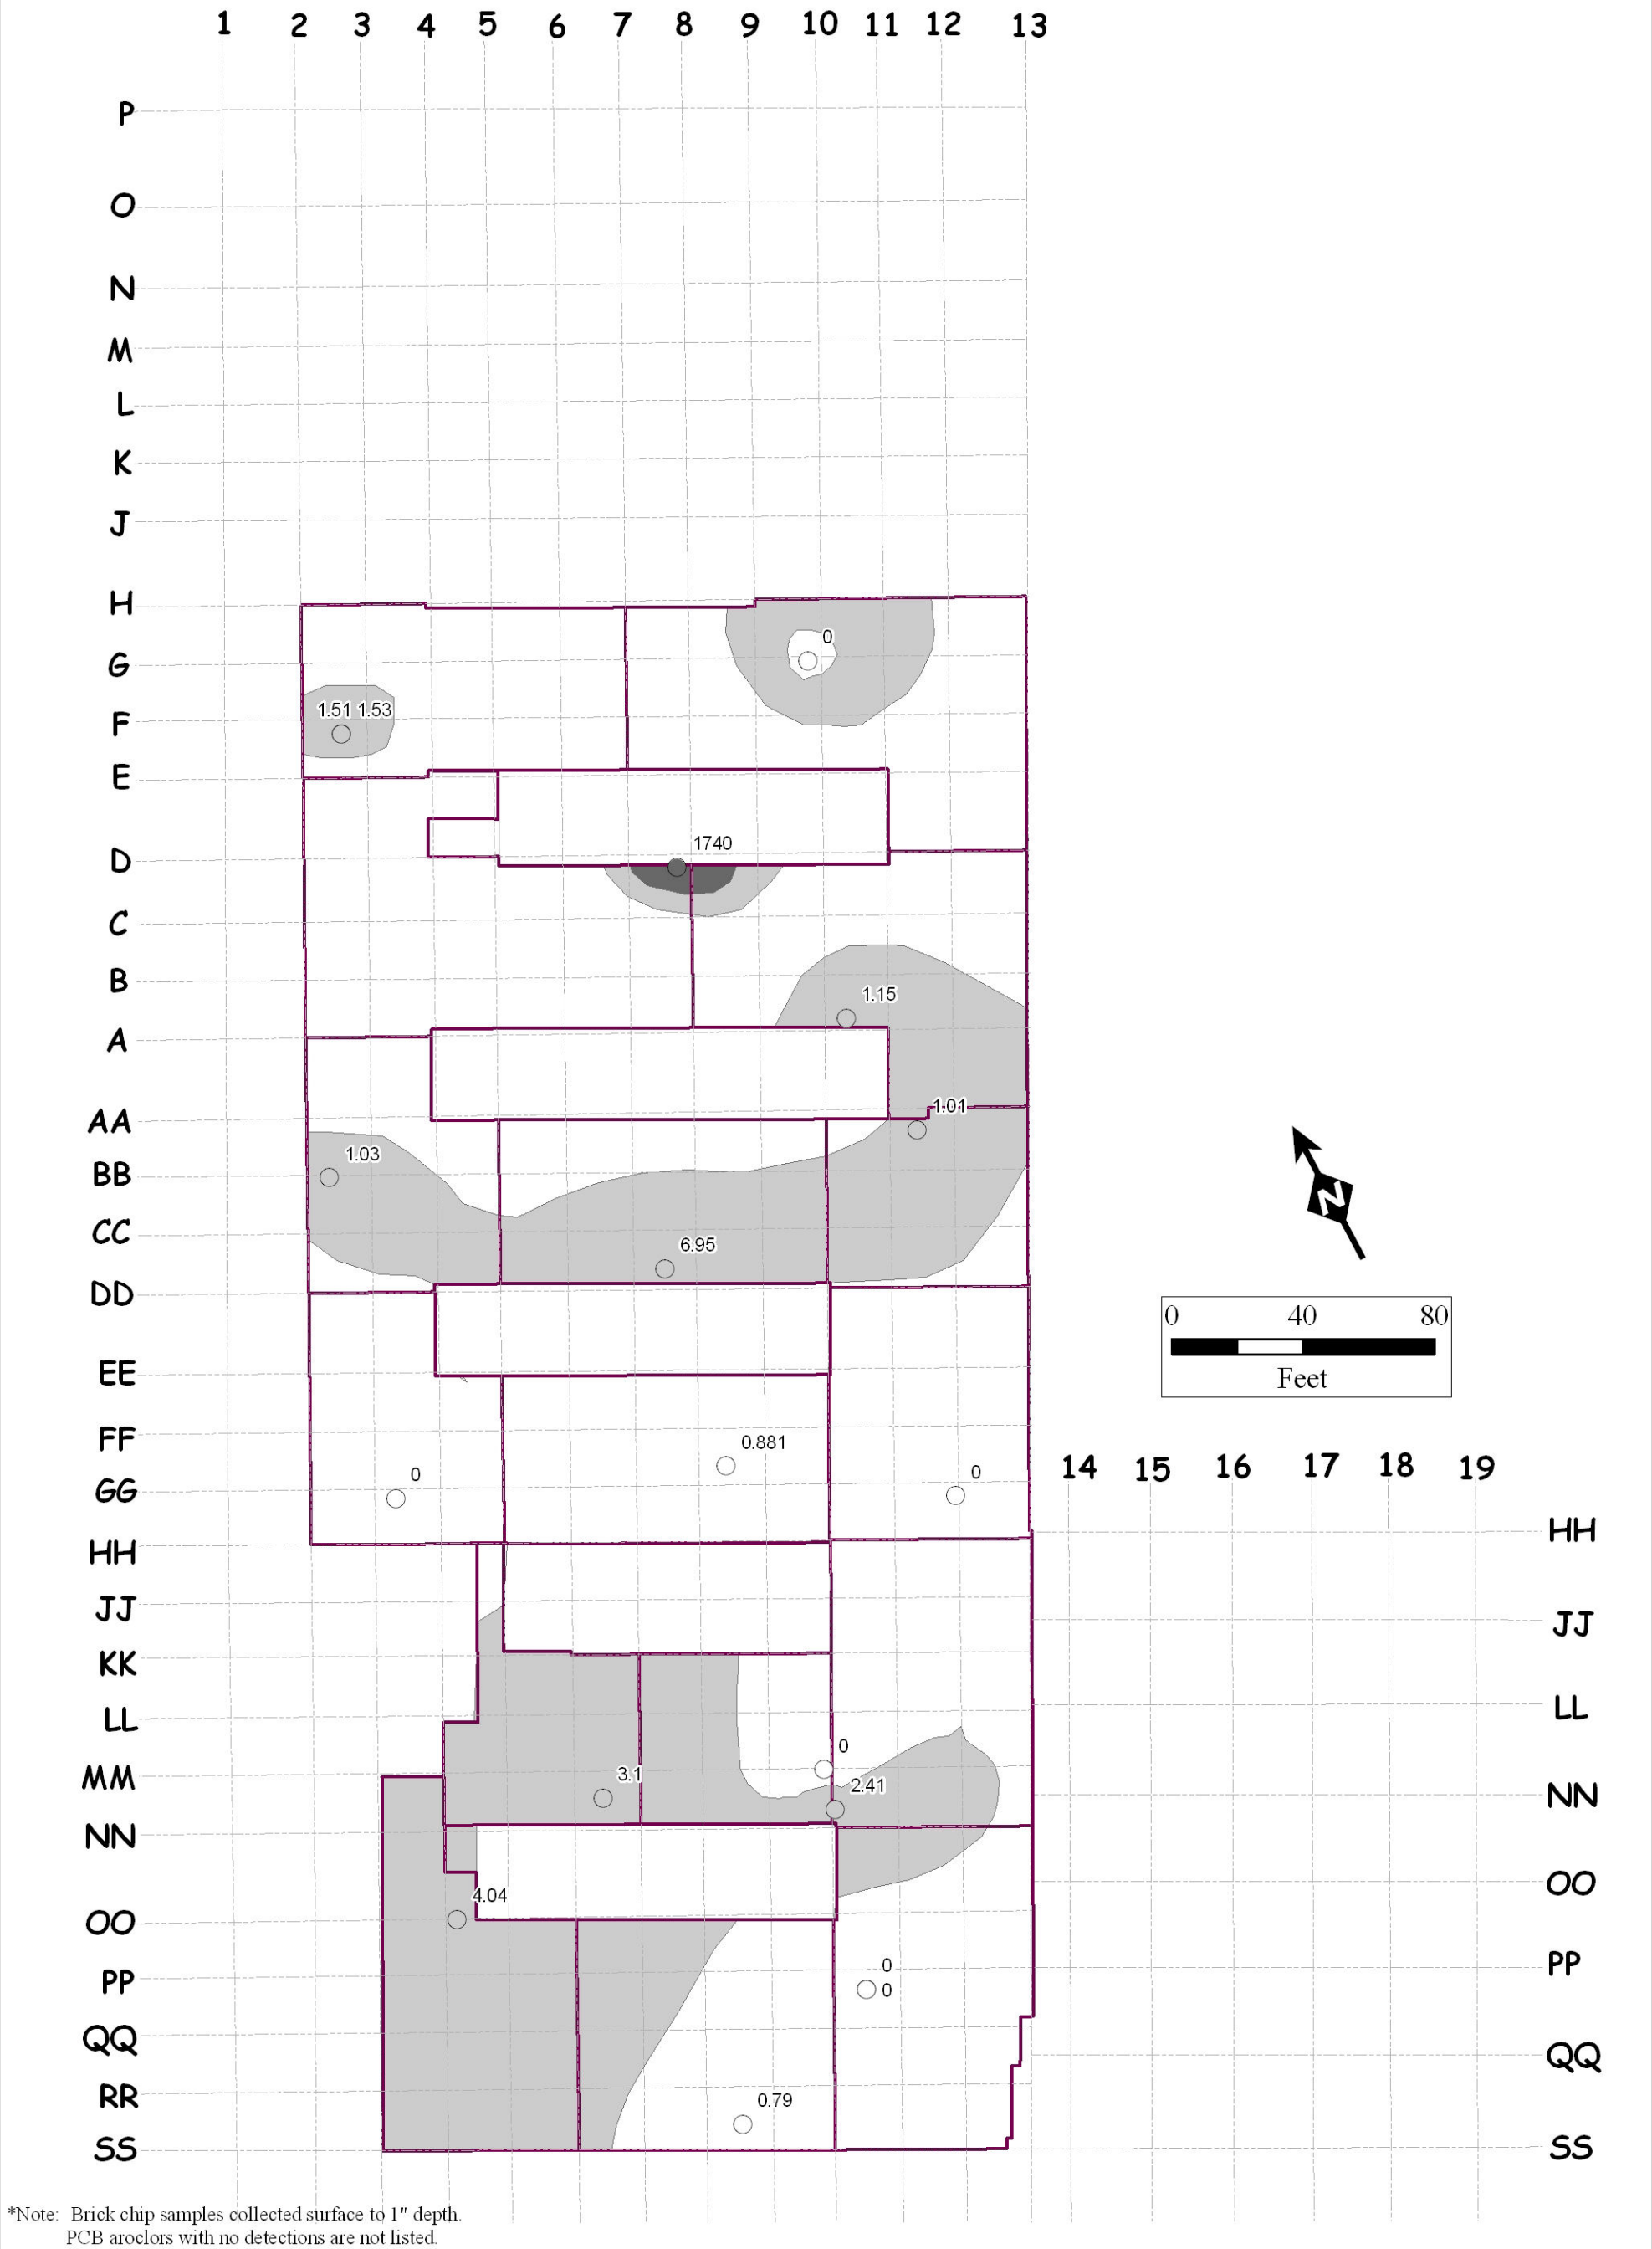 1 2 3 4 5 6 7 8 9 10 11 12 13
P
O
N
M
L
K
J
H
0
G
1.51 1.53
F
E
1740
D
C
B
1.15
A
1.01
AA
1.03
BB
CC
6.95
DD
0 40 80
Feet
EE
N
FF
0.881
14 15 16 17 18 19
0
0
GG
HH
HH
JJ
JJ
KK
LL
LL
0
MM
3.1
2.41
NN
NN
OO
4.04
OO
PP
0
0
PP
QQ
QQ
RR
0.79
SS
SS
*Note: Brick chip samples collected surface to 1" depth.
PCB aroclors with no detections are not listed.